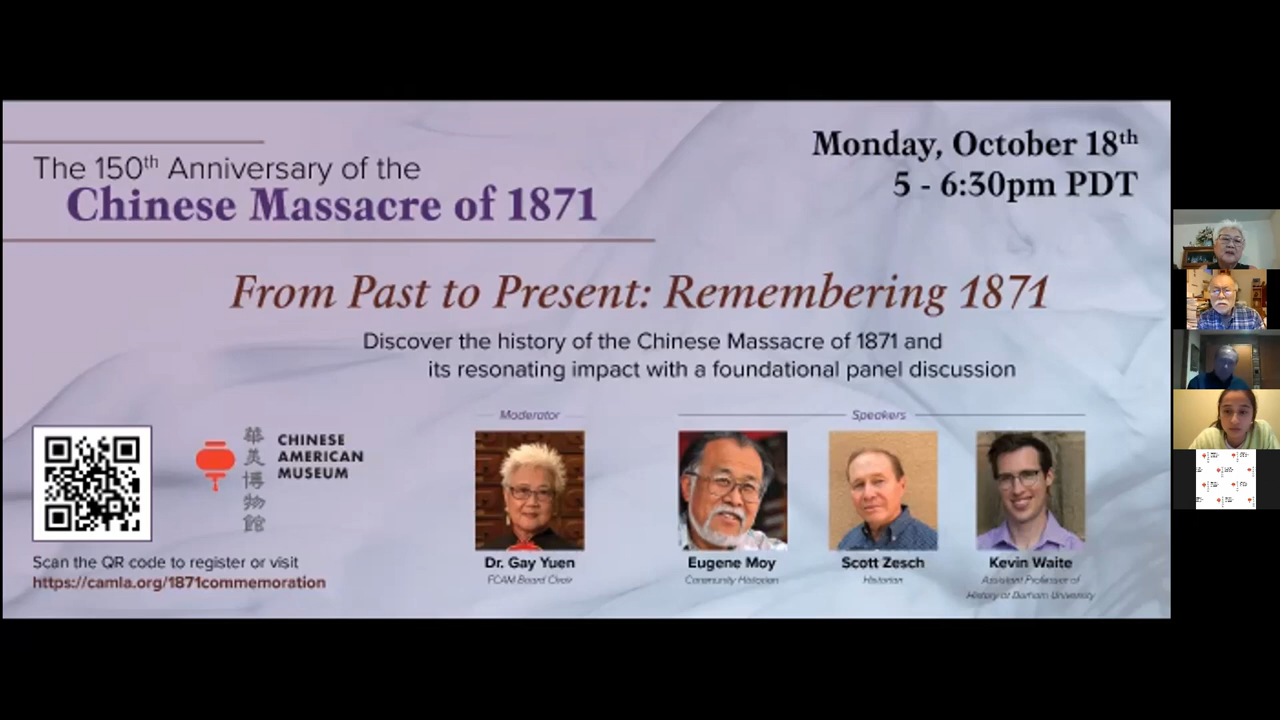 The 150th Anniversary of the
Chinese Massacre of 1871
Monday, October 18th
5 - 6:30pm PDT
From Past to Present: Remembering 1871
Discover the history of the Chinese Massacre of 1871 and
its resonating impact with a foundational panel discussion
華美博物館
CHINESE
AMERICAN
MUSEUM
Scan the QR code to register or visit
https://camla.org/1871commemoration
Moderator
Dr. Gay Yuen
FCAM Board Chair
Speakers
Eugene Moy
Community Historian
Scott Zesch
Historian
Kevin Waite
Assistant Professor of
History at Durham University